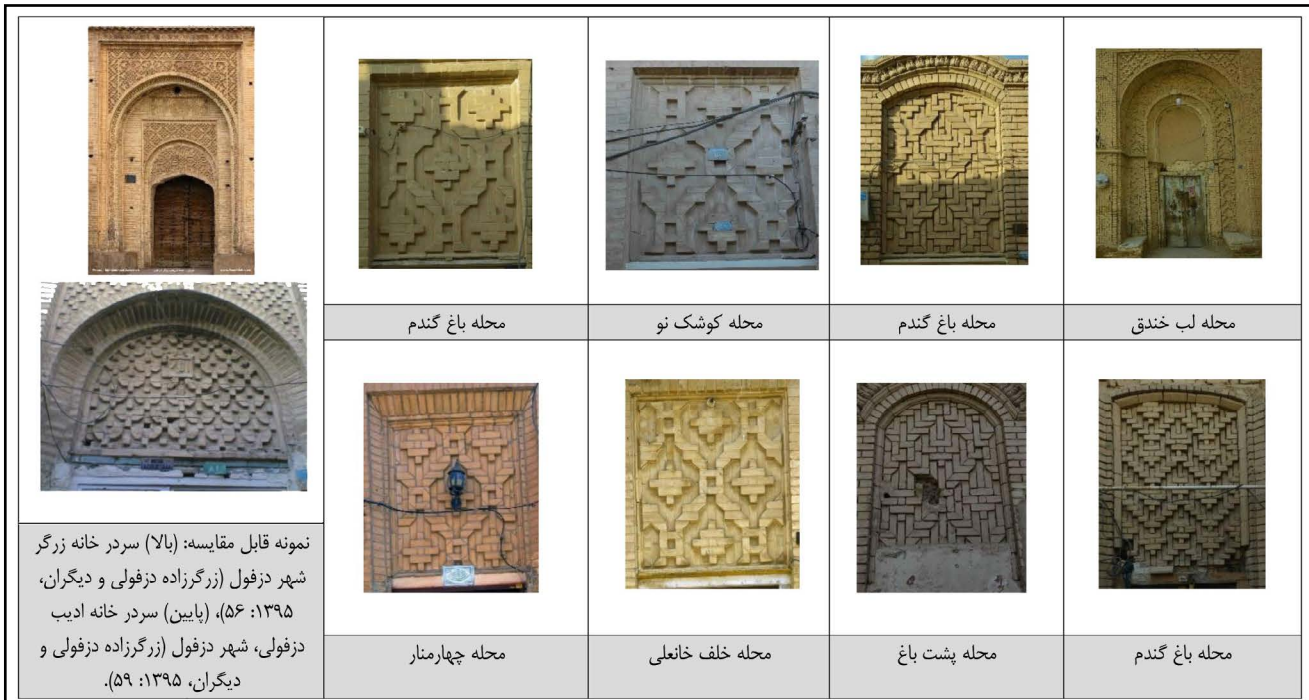 محله لب خندق
محله باغ گندم
محله کوشک نو
محله باغ گندم
محله باغ گندم
محله پشت باغ
محله خلف خانعلی
محله چهارمنار
نمونه قابل مقایسه: (بالا) سردر خانه زرگر
شهر دزفول (زرگرزاده دزفولی و دیگران،
۱۳۹۵: ۵۶)، (پایین) سردر خانه ادیب
دزفولی، شهر دزفول (زرگرزاده دزفولی و
دیگران، ۱۳۹۵: ۵۹).